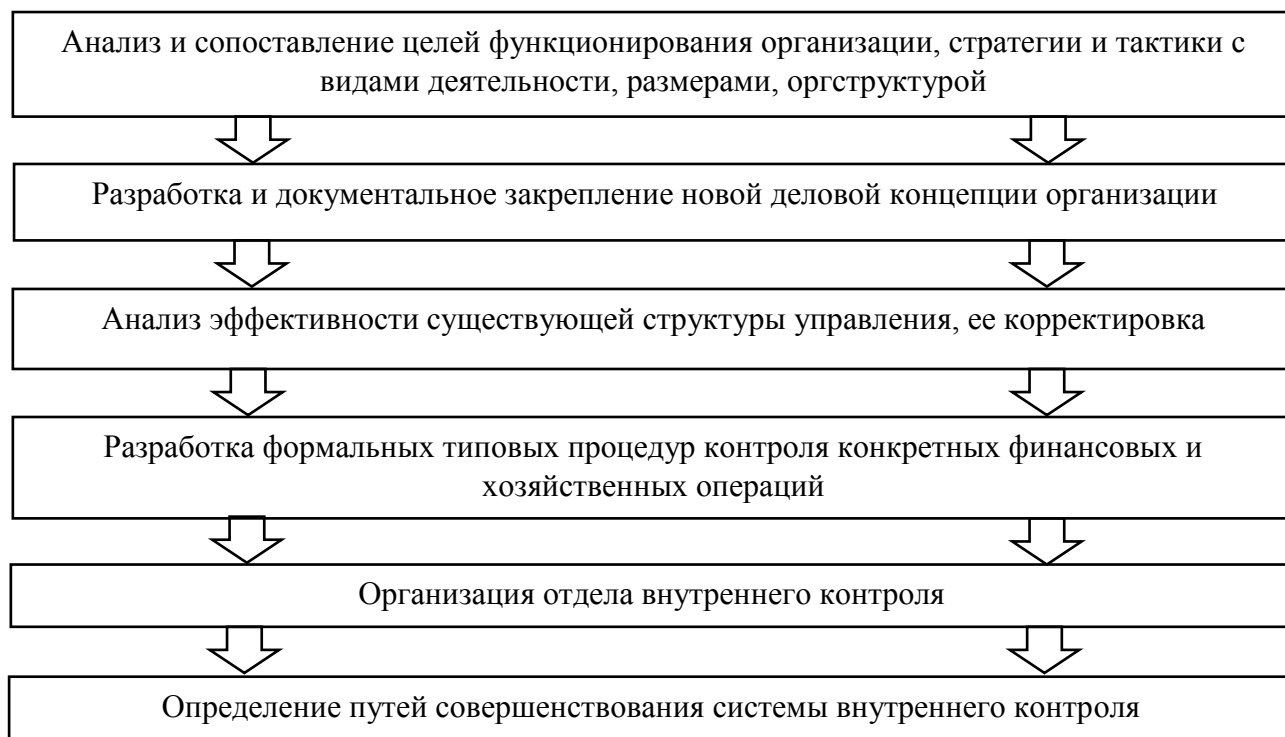 Анализ и сопоставление целей функционирования организации, стратегии и тактики с
видами деятельности, размерами, оргструктурой
Разработка и документальное закрепление новой деловой концепции организации
Анализ эффективности существующей структуры управления, ее корректировка
Разработка формальных типовых процедур контроля конкретных финансовых и
хозяйственных операций
Организация отдела внутреннего контроля
Определение путей совершенствования системы внутреннего контроля